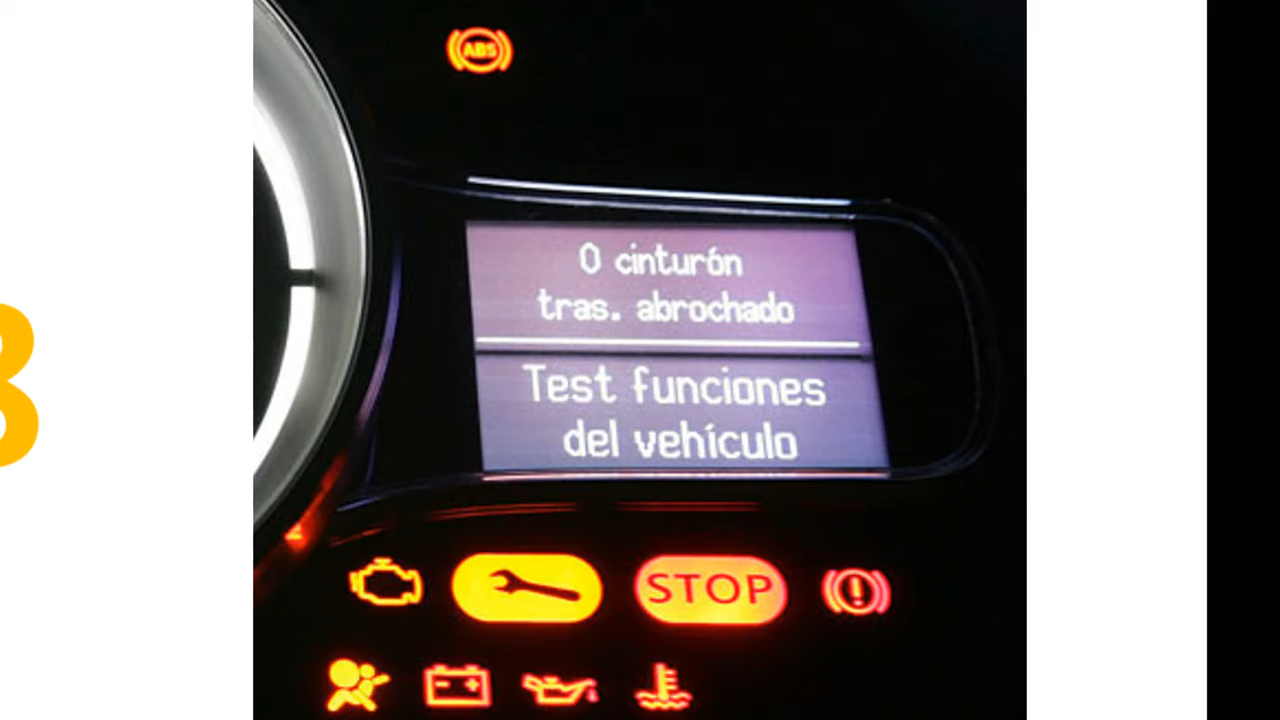 ABS
0 cinturón
tras. abrochado
Test funciones
del vehículo
STOP